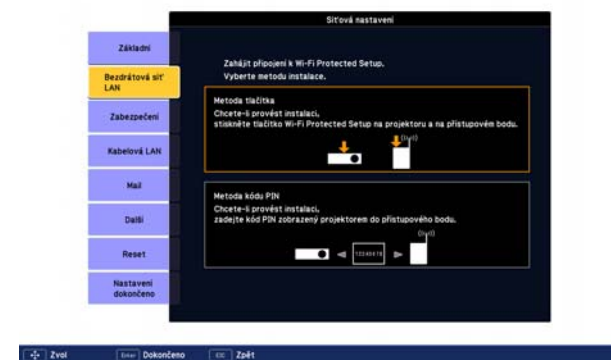 Síťová nastavení
Základní
Bezdrátová síť
LAN
Zabezpečení
Kabelová LAN
Mail
Další
Reset
Nastavení
dokončeno
Zahájit připojení k Wi-Fi Protected Setup.
Vyberte metodu instalace.
Metoda tlačítka
Chcete-li provést instalaci,
stiskněte tlačítko Wi-Fi Protected Setup na projektoru a na přístupovém bodu.
Metoda kódu PIN
Chcete-li provést instalaci,
zadejte kód PIN zobrazený projektorem do přístupového bodu.
Zvol Enter Dokončeno ESC Zpět